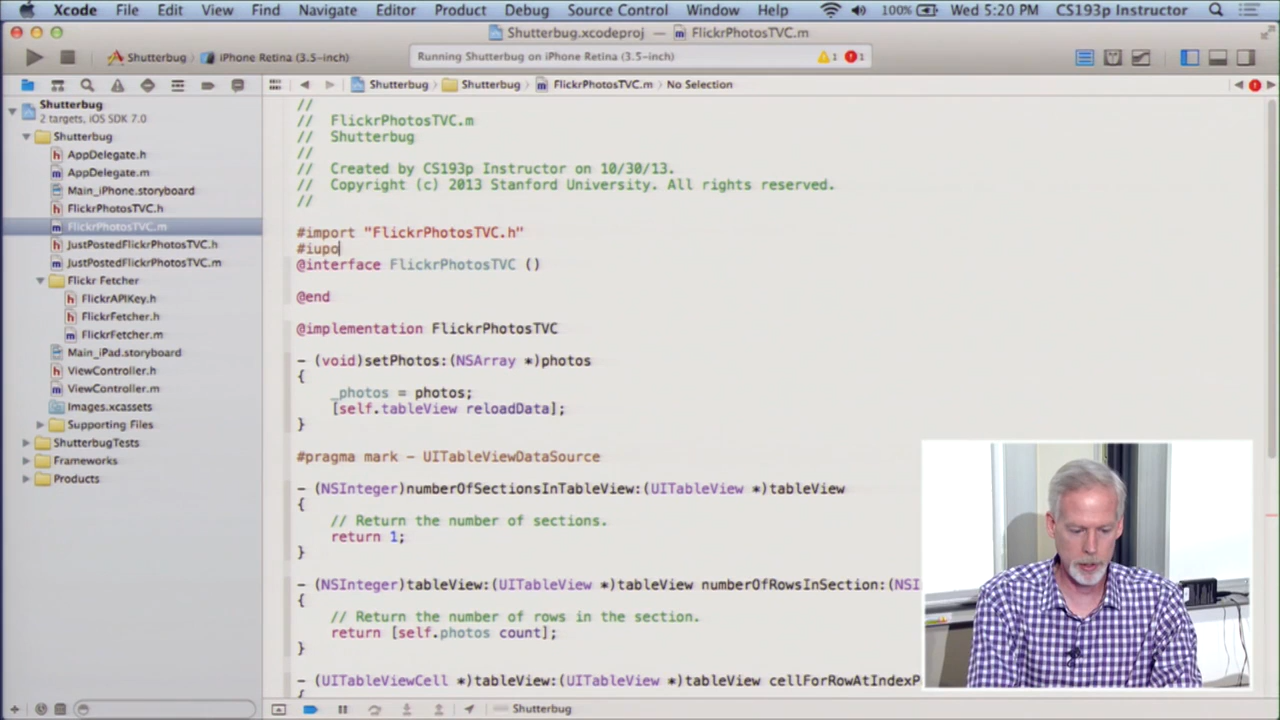 Xcode File Edit View Find Navigate Editor Product Debug Source Control Window Help 100% Wed 5:20 PM CS193p Instructor
Shutterbug.xcodeproj — FlickrPhotosTVC.m
Shutterbug iPhone Retina (3.5-inch) Running Shutterbug on iPhone Retina (3.5-inch) 1 1
Shutterbug Shutterbug FlickrPhotosTVC.m No Selection
Shutterbug
2 targets, iOS SDK 7.0
Shutterbug
AppDelegate.h
AppDelegate.m
Main_iPhone.storyboard
FlickrPhotosTVC.h
FlickrPhotosTVC.m
JustPostedFlickrPhotosTVC.h
JustPostedFlickrPhotosTVC.m
Flickr Fetcher
FlickrAPIKey.h
FlickrFetcher.h
FlickrFetcher.m
Main_iPad.storyboard
ViewController.h
ViewController.m
Images.xcassets
Supporting Files
ShutterbugTests
Frameworks
Products
//
// FlickrPhotosTVC.m
// Shutterbug
//
// Created by CS193p Instructor on 10/30/13.
// Copyright (c) 2013 Stanford University. All rights reserved.
//
#import "FlickrPhotosTVC.h"
#iupo
@interface FlickrPhotosTVC ()
@end
@implementation FlickrPhotosTVC
- (void)setPhotos:(NSArray *)photos
{
_photos = photos;
[self.tableView reloadData];
}
#pragma mark - UITableViewDataSource
- (NSInteger)numberOfSectionsInTableView:(UITableView *)tableView
{
// Return the number of sections.
return 1;
}
- (NSInteger)tableView:(UITableView *)tableView numberOfRowsInSection:(NSI
{
// Return the number of rows in the section.
return [self.photos count];
}
- (UITableViewCell *)tableView:(UITableView *)tableView cellForRowAtIndexP
{
Shutterbug